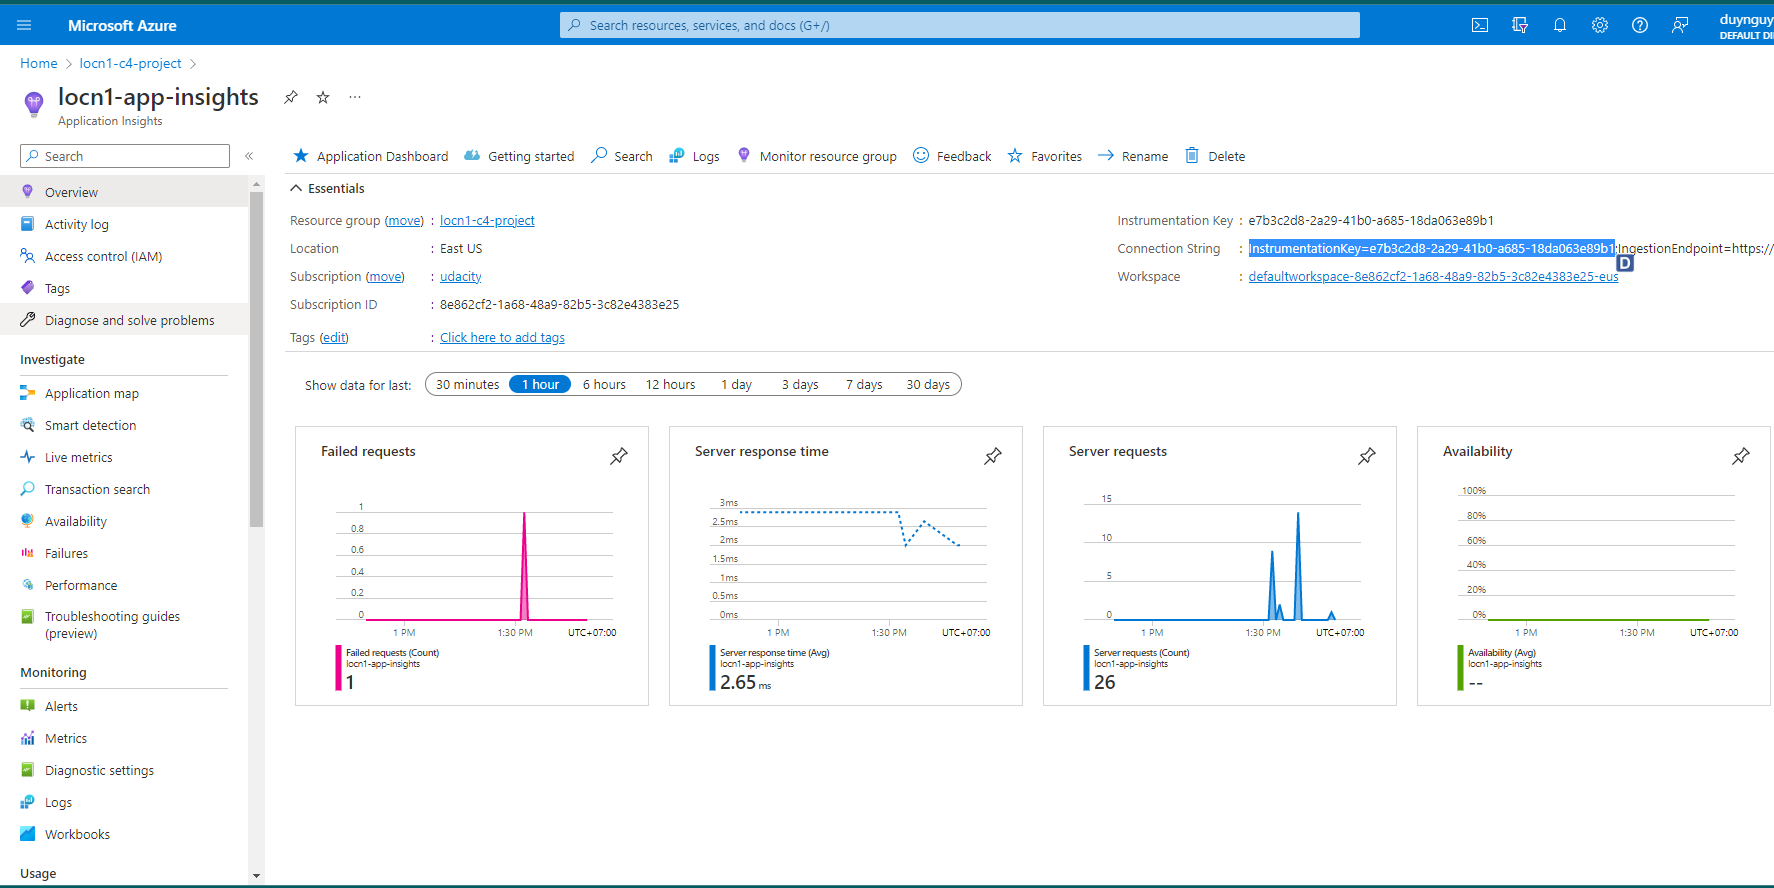 Microsoft Azure
Search resources, services, and docs (G+/)
duynguy
DEFAULT DI
Home > locn1-c4-project >
locn1-app-insights
Application Insights
Search
Overview
Activity log
Access control (IAM)
Tags
Diagnose and solve problems
Investigate
Application map
Smart detection
Live metrics
Transaction search
Availability
Failures
Performance
Troubleshooting guides
(preview)
Monitoring
Alerts
Metrics
Diagnostic settings
Logs
Workbooks
Usage
Application Dashboard Getting started Search Logs Monitor resource group Feedback Favorites Rename Delete
Essentials
Resource group (move) : locn1-c4-project
Location : East US
Subscription (move) : udacity
Subscription ID : 8e862cf2-1a68-48a9-82b5-3c82e4383e25
Tags (edit) : Click here to add tags
Instrumentation Key : e7b3c2d8-2a29-41b0-a685-18da063e89b1
Connection String : InstrumentationKey=e7b3c2d8-2a29-41b0-a685-18da063e89b1;IngestionEndpoint=https://
D
Workspace : defaultworkspace-8e862cf2-1a68-48a9-82b5-3c82e4383e25-eus
Show data for last: 30 minutes 1 hour 6 hours 12 hours 1 day 3 days 7 days 30 days
Failed requests
1
0.8
0.6
0.4
0.2
0
1 PM 1:30 PM UTC+07:00
Failed requests (Count)
locn1-app-insights
1
Server response time
3ms
2.5ms
2ms
1.5ms
1ms
0.5ms
0ms
1 PM 1:30 PM UTC+07:00
Server response time (Avg)
locn1-app-insights
2.65 ms
Server requests
15
10
5
0
1 PM 1:30 PM UTC+07:00
Server requests (Count)
locn1-app-insights
26
Availability
100%
80%
60%
40%
20%
0%
1 PM 1:30 PM UTC+07:00
Availability (Avg)
locn1-app-insights
--